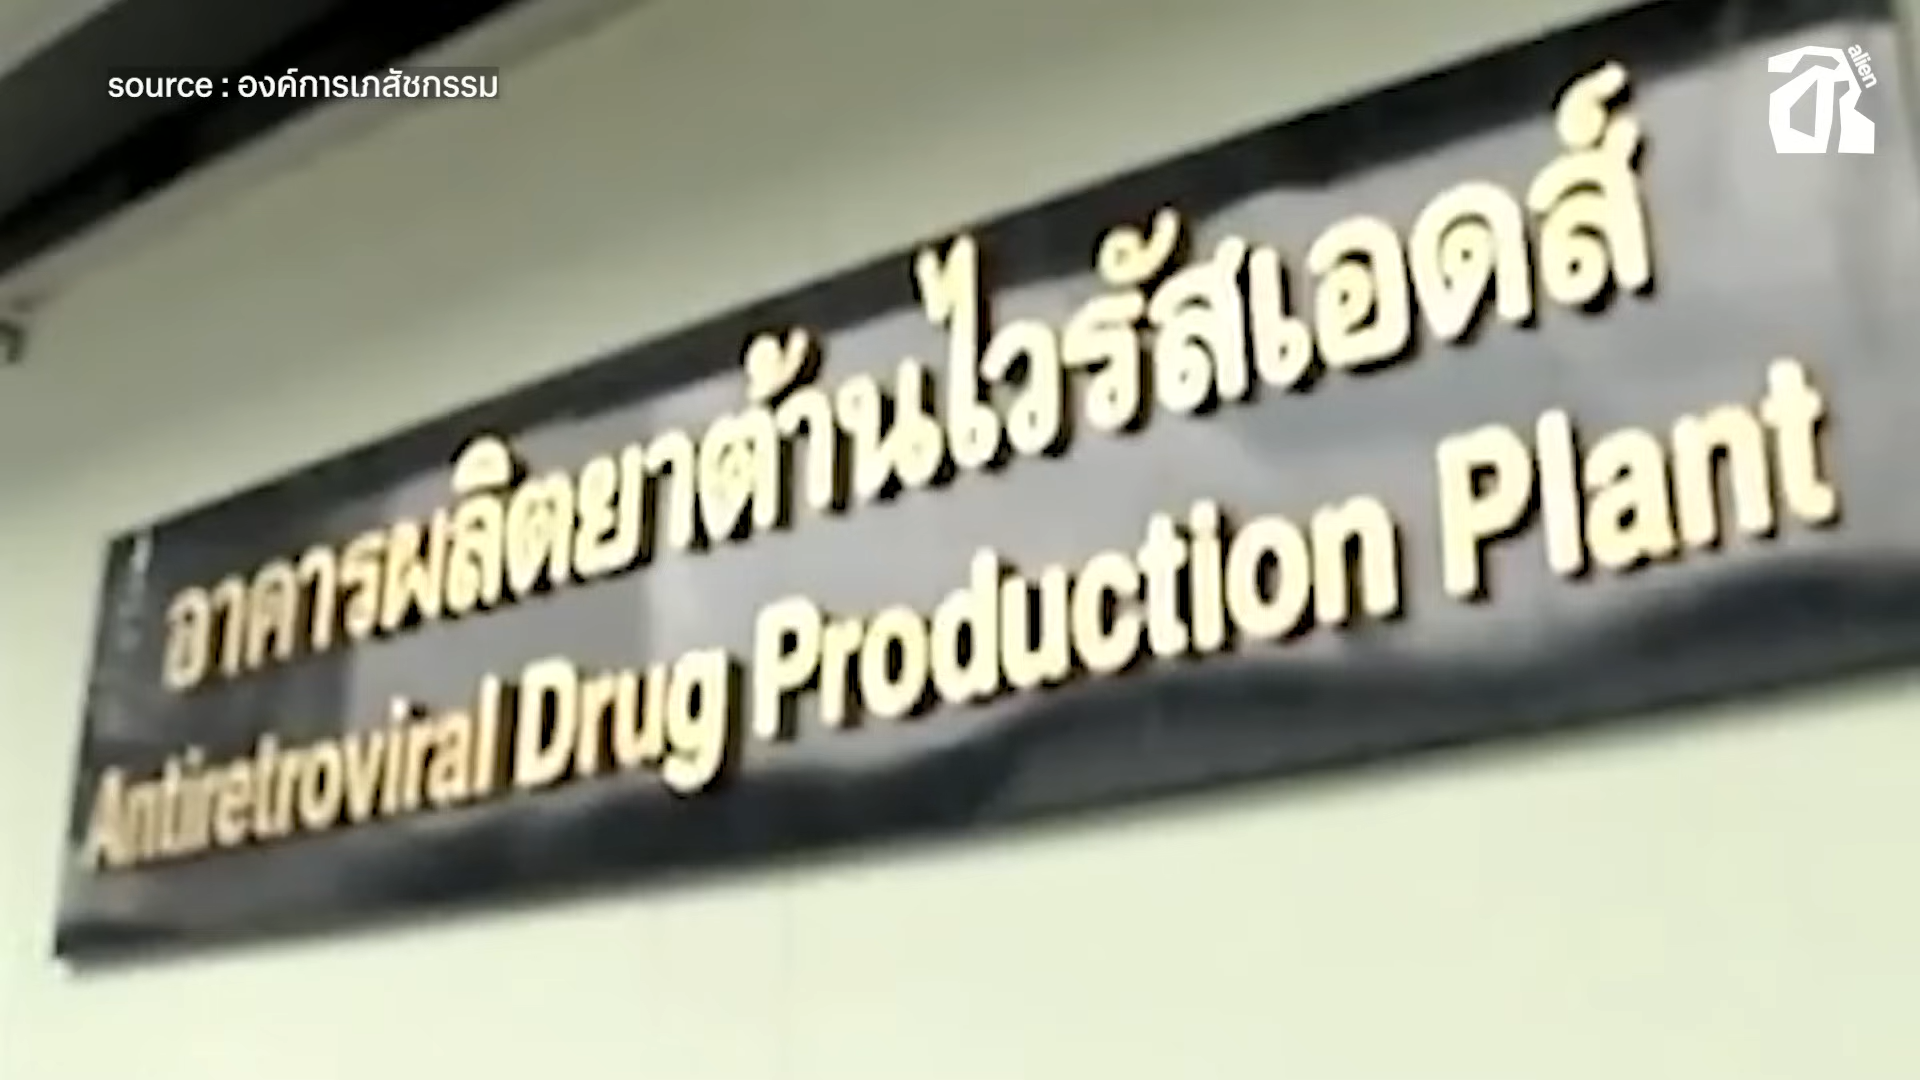 source : องค์การเภสัชกรรม
alien
อาคารผลิตยาต้านไวรัสเอดส์
Antiretroviral Drug Production Plant